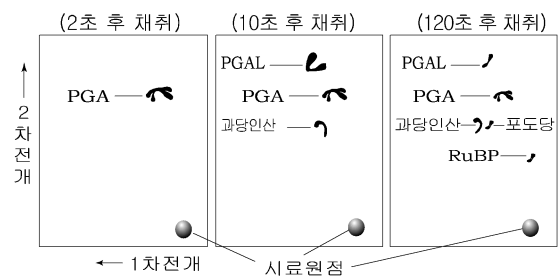 (2초 후 채취) (10초 후 채취) (120초 후 채취)
PGAL PGAL
PGA PGA PGA
과당인산 과당인산 포도당
RuBP
2차전개
1차전개 시료원점